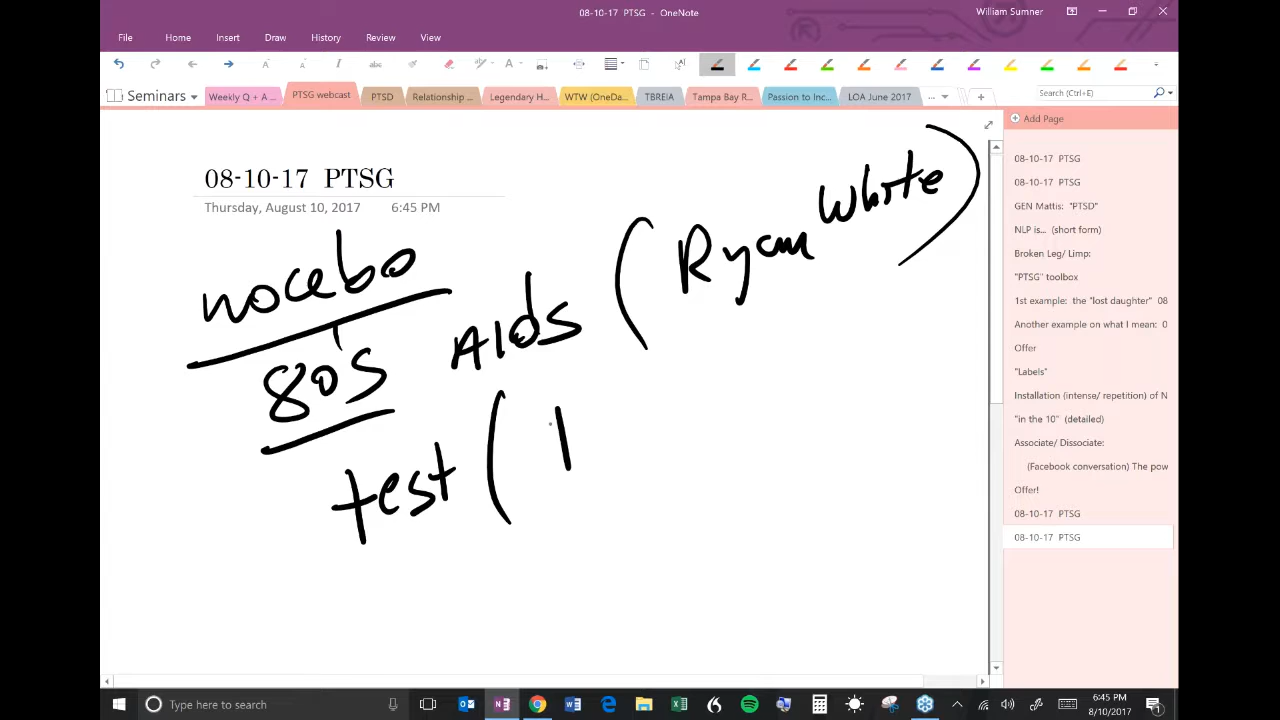 08-10-17 PTSG - OneNote
William Sumner
File Home Insert Draw History Review View
Seminars
Weekly Q + A ...
PTSG webcast
PTSD
Relationship ...
Legendary H...
WTW (OneDa...
TBREIA
Tampa Bay R...
Passion to Inc...
LOA June 2017
...
Search (Ctrl+E)
Add Page
08-10-17 PTSG
Thursday, August 10, 2017 6:45 PM
nocebo
80's AIDS (Ryan White)
test ( 1
08-10-17 PTSG
08-10-17 PTSG
GEN Mattis: "PTSD"
NLP is... (short form)
Broken Leg/ Limp:
"PTSG" toolbox
1st example: the "lost daughter" 08
Another example on what I mean: 0
Offer
"Labels"
Installation (intense/ repetition) of N
"in the 10" (detailed)
Associate/ Dissociate:
(Facebook conversation) The pow
Offer!
08-10-17 PTSG
08-10-17 PTSG
Type here to search
6:45 PM
8/10/2017